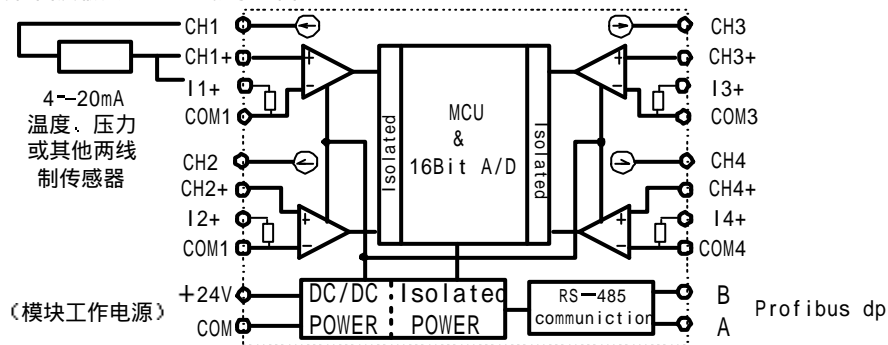 CH1
CH1+
I1+
COM1
4--20mA
温度、压力
或其他两线
制传感器
CH2
CH2+
I2+
COM1
+24V
(模块工作电源)
COM
Isolated
MCU
&
16Bit A/D
Isolated
DC/DC
POWER
Isolated
POWER
RS-485
communiction
CH3
CH3+
I3+
COM3
CH4
CH4+
I4+
COM4
B
A
Profibus dp